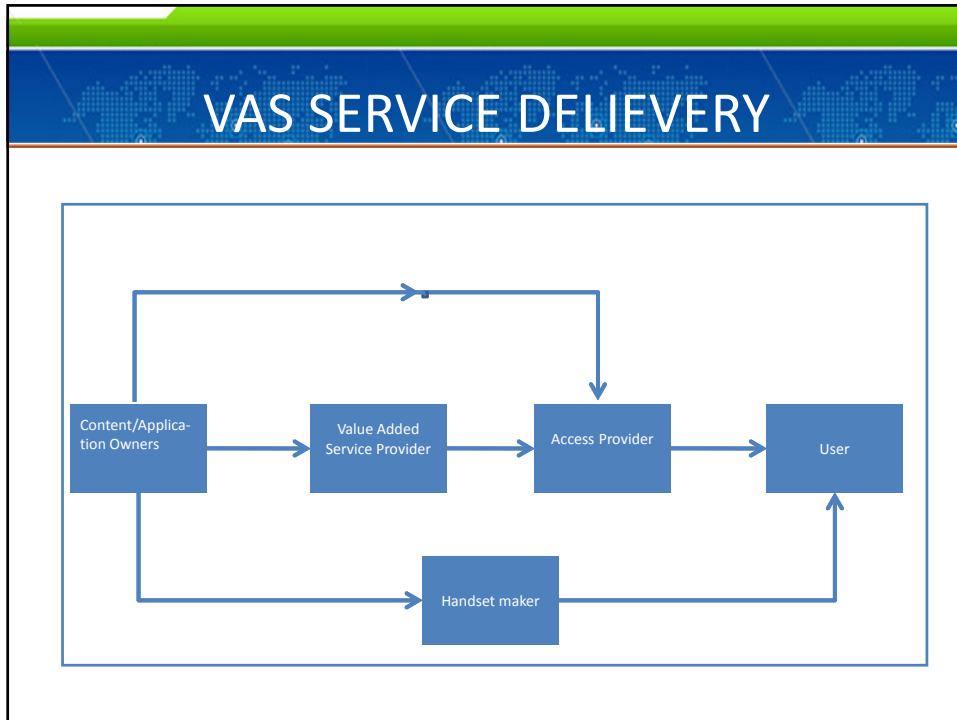 VAS SERVICE DELIEVERY
Content/Applica-
tion Owners
Value Added
Service Provider
Access Provider
User
Handset maker